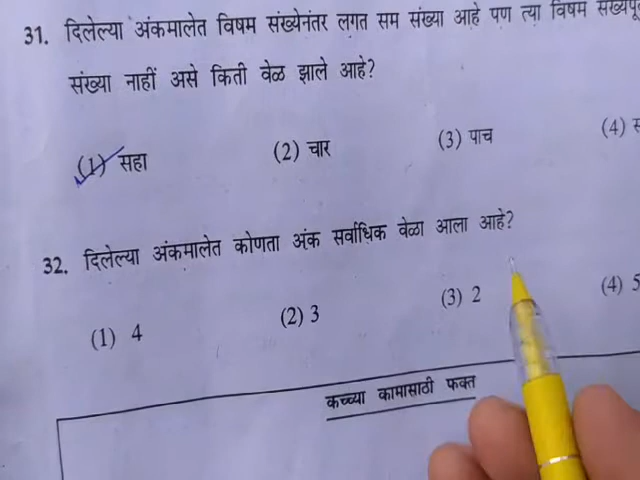 31. दिलेल्या अंकमालेत विषम संख्येनंतर लगत सम संख्या आहे पण त्या विषम
संख्या नाहीं असे किती वेळ झाले आहे?
(1) सहा (2) चार (3) पाच (4)
32. दिलेल्या अंकमालेत कोणता अंक सर्वाधिक वेळा आला आहे?
(1) 4 (2) 3 (3) 2 (4) 5
कच्च्या कामासाठी फक्त